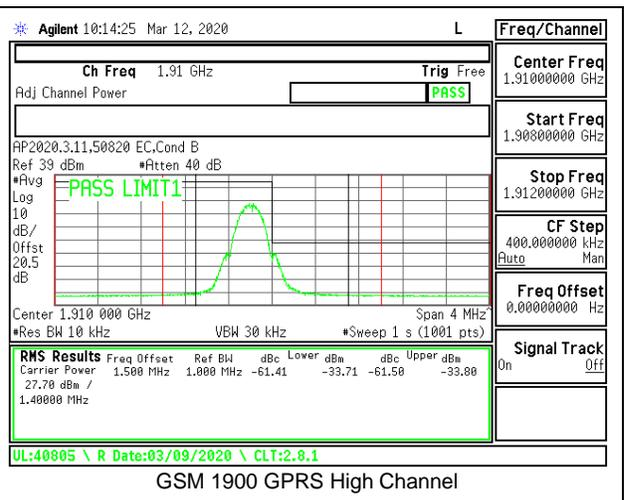 Agilent 10:14:25 Mar 12, 2020 L Freq/Channel
Ch Freq 1.91 GHz Trig Free
Adj Channel Power PASS
AP2020.3.11,50820 EC,Cond B
Ref 39 dBm #Atten 40 dB
#Avg
Log
10
dB/
Offst
20.5
dB
PASS LIMIT1
Center 1.910 000 GHz Span 4 MHz^
#Res BW 10 kHz VBW 30 kHz #Sweep 1 s (1001 pts)
RMS Results Freq Offset Ref BW dBc Lower dBm dBc Upper dBm
Carrier Power 1.500 MHz 1.000 MHz -61.41 -33.71 -61.50 -33.80
27.70 dBm /
1.40000 MHz
UL:40805 \ R Date:03/09/2020 \ CLT:2.8.1
Center Freq
1.91000000 GHz
Start Freq
1.90800000 GHz
Stop Freq
1.91200000 GHz
CF Step
400.000000 kHz
Auto Man
Freq Offset
0.00000000 Hz
Signal Track
On Off
GSM 1900 GPRS High Channel